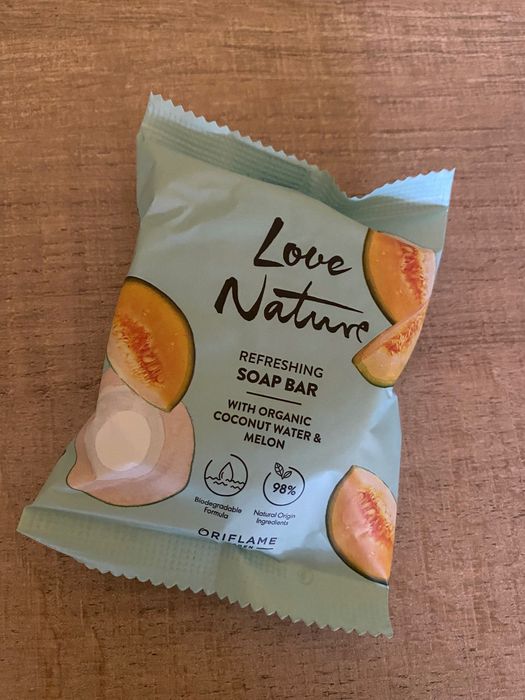 Love
Nature
REFRESHING
SOAP BAR
WITH ORGANIC
COCONUT WATER &
MELON
98%
Biodegradable
Formula
Natural Origin
Ingredients
ORIFLAME